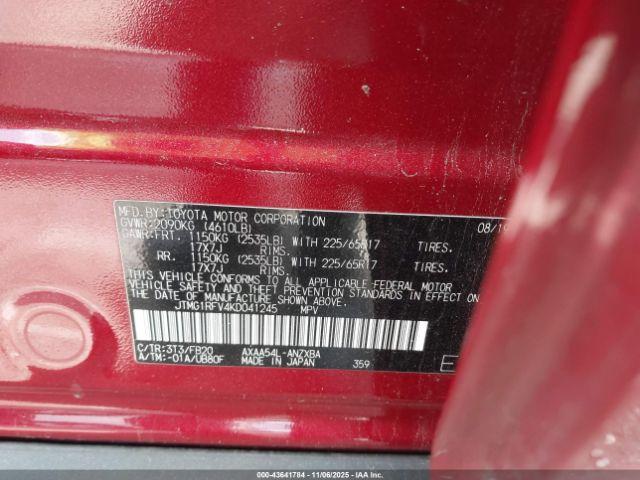 MFD.BY:TOYOTA MOTOR CORPORATION 08/19
GVWR:2090KG (4610LB)
GAWR:FRT. 1150KG (2535LB) WITH 225/65R17 TIRES.
17X7J RIMS.
RR. 1150KG (2535LB) WITH 225/65R17 TIRES.
17X7J RIMS.
THIS VEHICLE CONFORMS TO ALL APPLICABLE FEDERAL MOTOR
VEHICLE SAFETY AND THEFT PREVENTION STANDARDS IN
EFFECT ON THE DATE OF MANUFACTURE SHOWN ABOVE.
JTMG1RFV4KD041245 MPV
C/TR:3T3/FB20 AXAA54L-ANZXBA
A/TM:-01A/UB80F MADE IN JAPAN 359 E
000-43641784 - 11/06/2025 - IAA Inc.